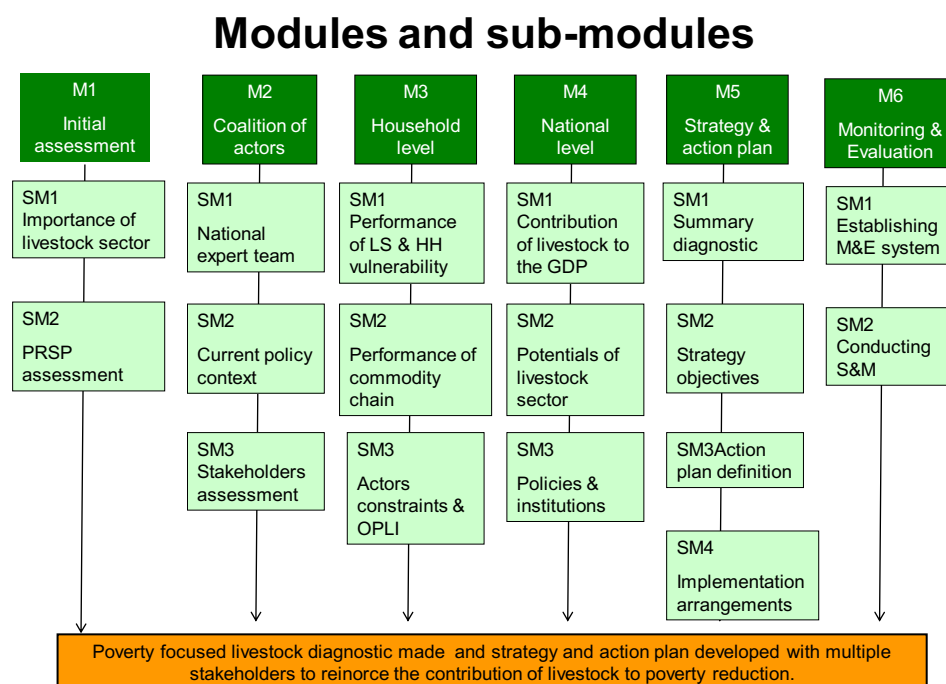 Modules and sub-modules
M1
Initial
assessment
SM1
Importance of
livestock sector
SM2
PRSP
assessment
M2
Coalition of
actors
SM1
National
expert team
SM2
Current policy
context
SM3
Stakeholders
assessment
M3
Household
level
SM1
Performance
of LS & HH
vulnerability
SM2
Performance of
commodity
chain
SM3
Actors
constraints &
OPLI
M4
National
level
SM1
Contribution
of livestock to
the GDP
SM2
Potentials of
livestock
sector
SM3
Policies &
institutions
M5
Strategy &
action plan
SM1
Summary
diagnostic
SM2
Strategy
objectives
SM3Action
plan definition
SM4
Implementation
arrangements
M6
Monitoring &
Evaluation
SM1
Establishing
M&E system
SM2
Conducting
S&M
Poverty focused livestock diagnostic made and strategy and action plan developed with multiple
stakeholders to reinorce the contribution of livestock to poverty reduction.